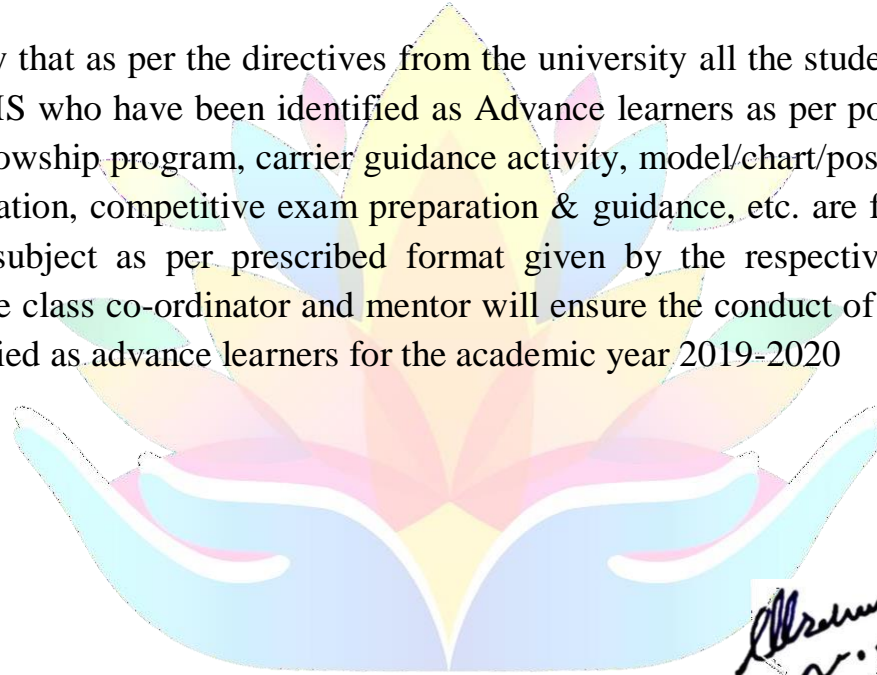 that as per the directives from the university all the stude
IS who have been identified as Advance learners as per po
owship program, carrier guidance activity, model/chart/pos
ation, competitive exam preparation & guidance, etc. are f
subject as per prescribed format given by the respectiv
e class co-ordinator and mentor will ensure the conduct of
ied as advance learners for the academic year 2019-2020